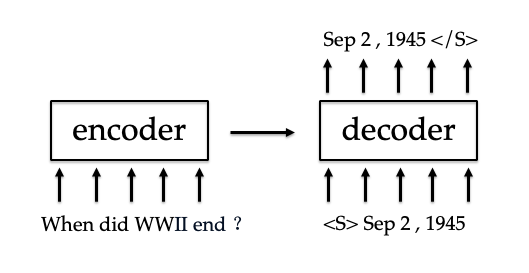 Sep 2 , 1945 </S>
encoder
decoder
When did WWII end ?
<S> Sep 2 , 1945